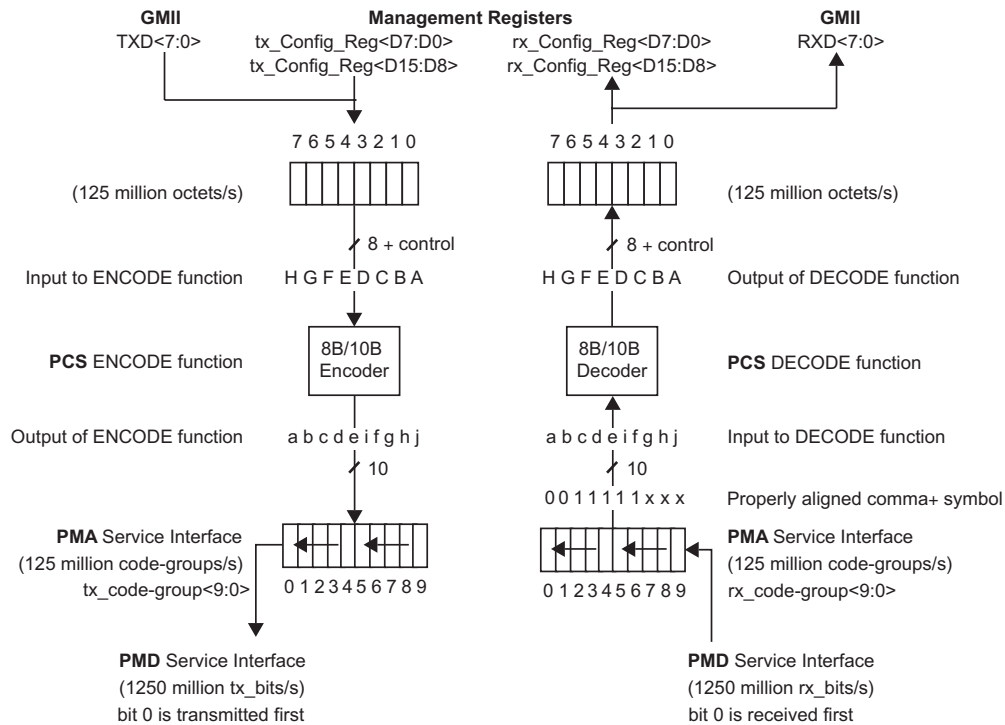 GMII Management Registers GMII
TXD<7:0> tx_Config_Reg<D7:D0> rx_Config_Reg<D7:D0> RXD<7:0>
tx_Config_Reg<D15:D8> rx_Config_Reg<D15:D8>
7 6 5 4 3 2 1 0 7 6 5 4 3 2 1 0
(125 million octets/s) (125 million octets/s)
8 + control 8 + control
Input to ENCODE function H G F E D C B A H G F E D C B A Output of DECODE function
8B/10B 8B/10B
PCS ENCODE function Encoder Decoder PCS DECODE function
Output of ENCODE function a b c d e i f g h j a b c d e i f g h j Input to DECODE function
10 10
0 0 1 1 1 1 1 x x x Properly aligned comma+ symbol
PMA Service Interface PMA Service Interface
(125 million code-groups/s) (125 million code-groups/s)
tx_code-group<9:0> 0 1 2 3 4 5 6 7 8 9 0 1 2 3 4 5 6 7 8 9 rx_code-group<9:0>
PMD Service Interface PMD Service Interface
(1250 million tx_bits/s) (1250 million rx_bits/s)
bit 0 is transmitted first bit 0 is received first